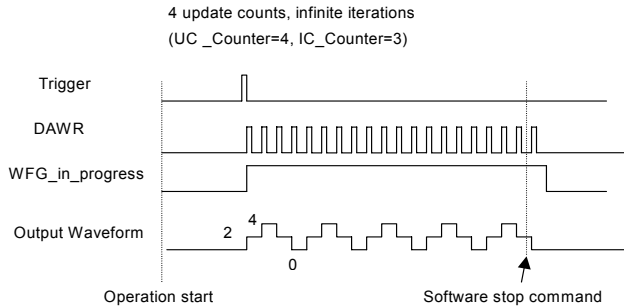 4 update counts, infinite iterations
(UC _Counter=4, IC_Counter=3)
Trigger
DAWR
WFG_in_progress
4
2
Output Waveform
0
Operation start
Software stop command